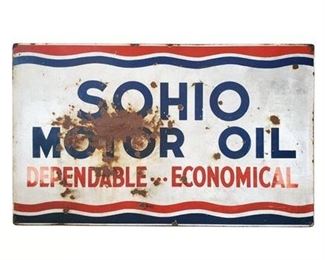 SOHIO
MOTOR OIL
DEPENDABLE··ECONOMICAL